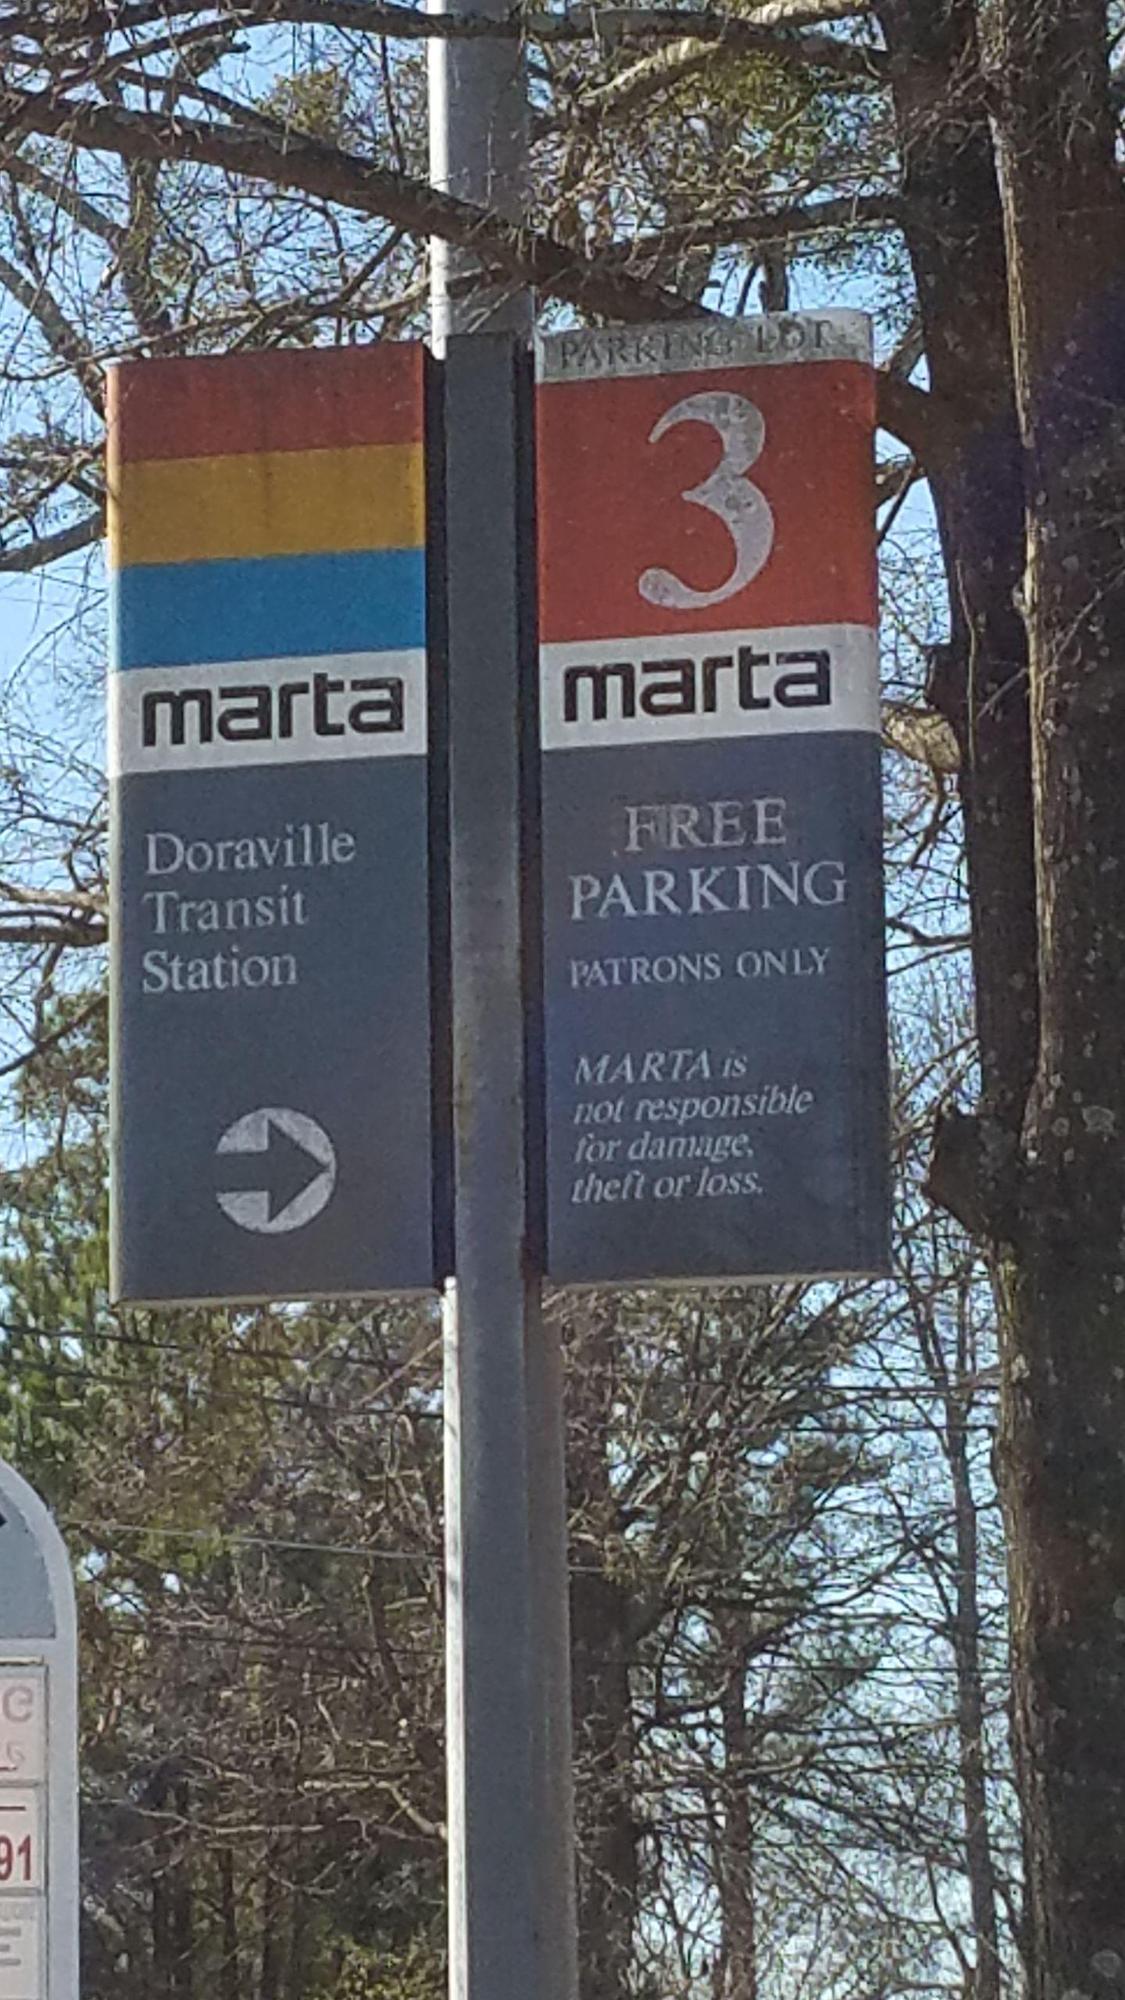 marta
Doraville
Transit
Station
PARKING LOT
3
marta
FREE
PARKING
PATRONS ONLY
MARTA is
not responsible
for damage,
theft or loss.
91